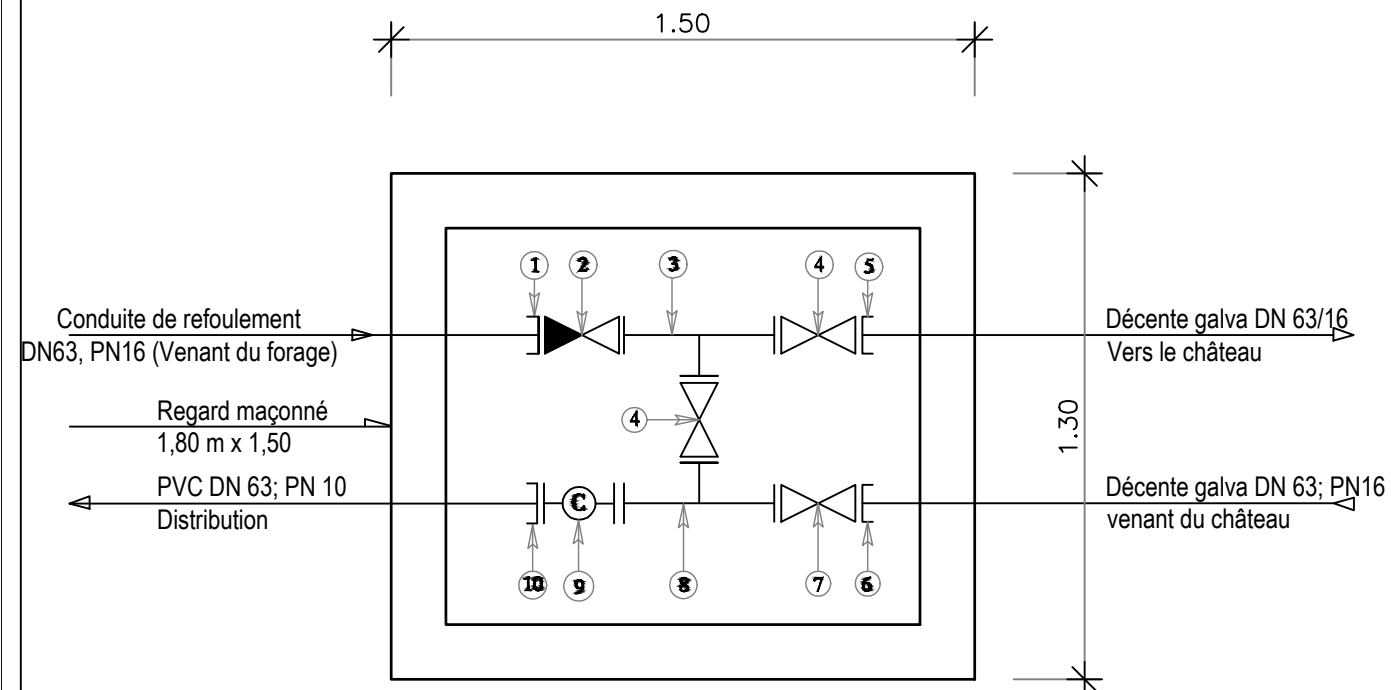 1.50
1 2 3 4 5
Conduite de refoulement
DN63, PN16 (Venant du forage)
Décente galva DN 63/16
Vers le château
Regard maçonné
1,80 m x 1,50
4
1.30
PVC DN 63; PN 10
Distribution
C
Décente galva DN 63; PN16
venant du château
10 9 8 7 6